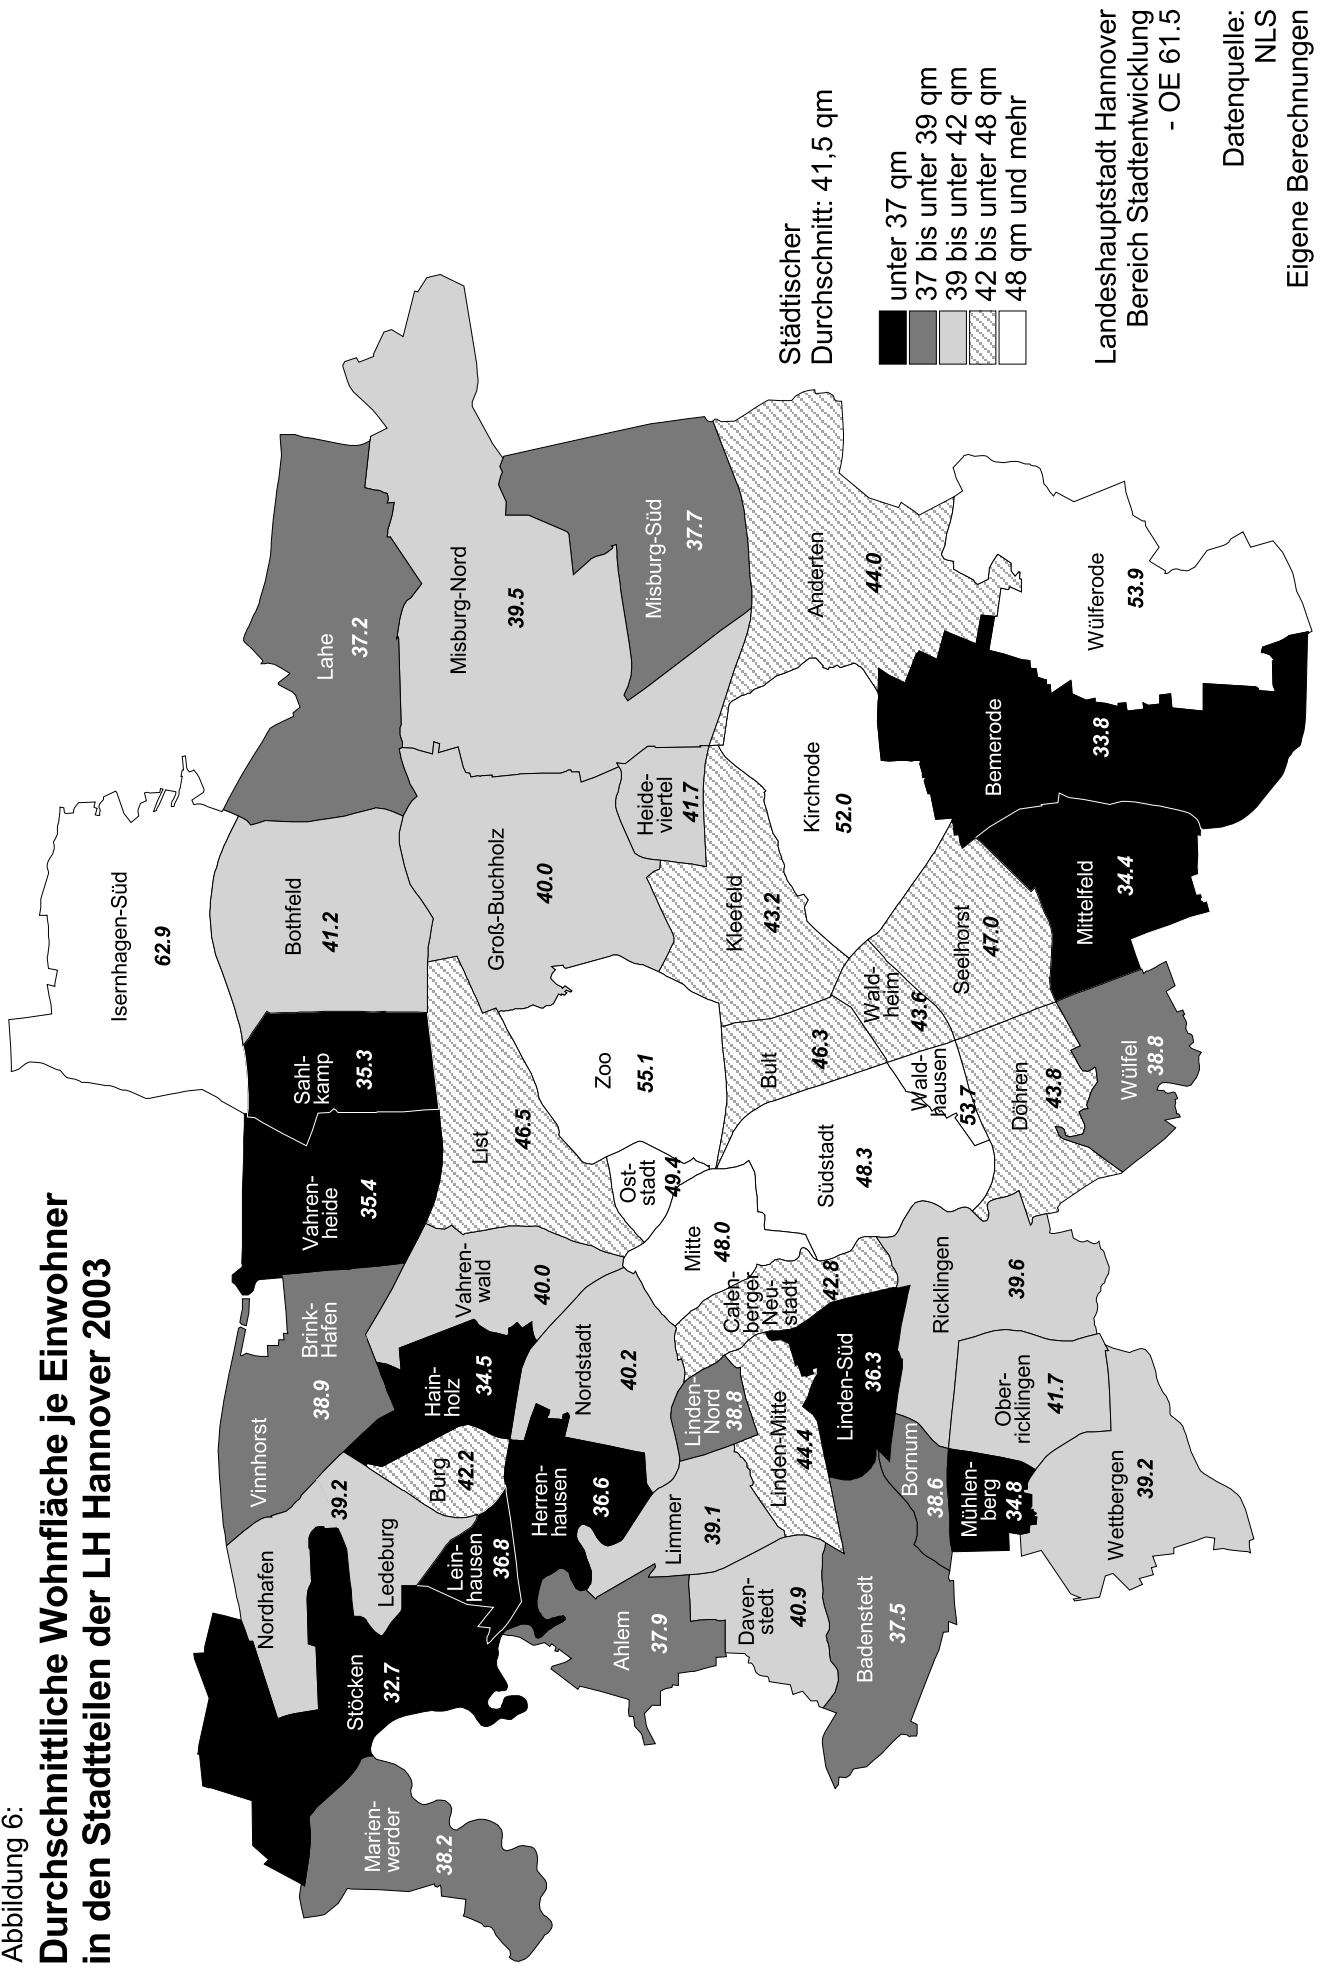 Abbildung 6:
Durchschnittliche Wohnfläche je Einwohner
in den Stadtteilen der LH Hannover 2003
Isernhagen-Süd
62.9
Marien-
werder
38.2
Stöcken
32.7
Nordhafen
Ledeburg
39.2
Vinnhorst
Brink-
Hafen
38.9
Vahren-
heide
35.4
Sahl-
kamp
35.3
Bothfeld
41.2
Lahe
37.2
Lein-
hausen
36.8
Burg
42.2
Hain-
holz
34.5
Vahren-
wald
40.0
List
46.5
Groß-Buchholz
40.0
Misburg-Nord
39.5
Herren-
hausen
36.6
Nordstadt
40.2
Ost-
stadt
49.4
Zoo
55.1
Heide-
viertel
41.7
Misburg-Süd
37.7
Ahlem
37.9
Limmer
39.1
Linden-
Nord
38.8
Mitte
48.0
Calen-
berger
Neu-
stadt
42.8
Bult
46.3
Kleefeld
43.2
Kirchrode
52.0
Anderten
44.0
Daven-
stedt
40.9
Linden-Mitte
44.4
Linden-Süd
36.3
Südstadt
48.3
Wald-
heim
43.6
Wald-
hausen
53.7
Seelhorst
47.0
Bemerode
33.8
Wülferode
53.9
Badenstedt
37.5
Bornum
38.6
Ricklingen
39.6
Döhren
43.8
Mittelfeld
34.4
Mühlen-
berg
34.8
Ober-
ricklingen
41.7
Wülfel
38.8
Wettbergen
39.2
Städtischer
Durchschnitt: 41,5 qm
unter 37 qm
37 bis unter 39 qm
39 bis unter 42 qm
42 bis unter 48 qm
48 qm und mehr
Landeshauptstadt Hannover
Bereich Stadtentwicklung
- OE 61.5
Datenquelle:
NLS
Eigene Berechnungen